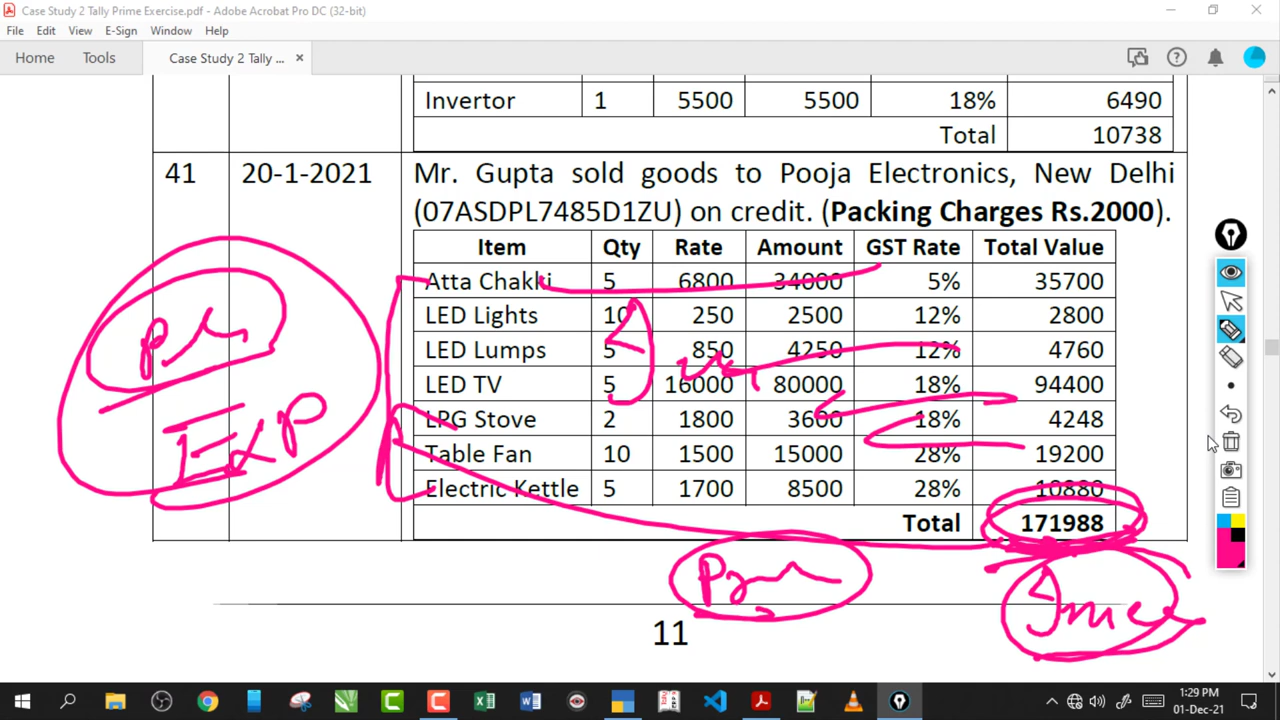 Case Study 2 Tally Prime Exercise.pdf - Adobe Acrobat Pro DC (32-bit)
File Edit View E-Sign Window Help
Home Tools Case Study 2 Tally ... ×
Invertor 1 5500 5500 18% 6490
Total 10738
41 20-1-2021 Mr. Gupta sold goods to Pooja Electronics, New Delhi
(07ASDPL7485D1ZU) on credit. (Packing Charges Rs.2000).
Item Qty Rate Amount GST Rate Total Value
Atta Chakki 5 6800 34000 5% 35700
LED Lights 10 250 2500 12% 2800
LED Lumps 5 850 4250 12% 4760
LED TV 5 16000 80000 18% 94400
LPG Stove 2 1800 3600 18% 4248
Table Fan 10 1500 15000 28% 19200
Electric Kettle 5 1700 8500 28% 10880
Total 171988
EXP
11
1:29 PM
01-Dec-21